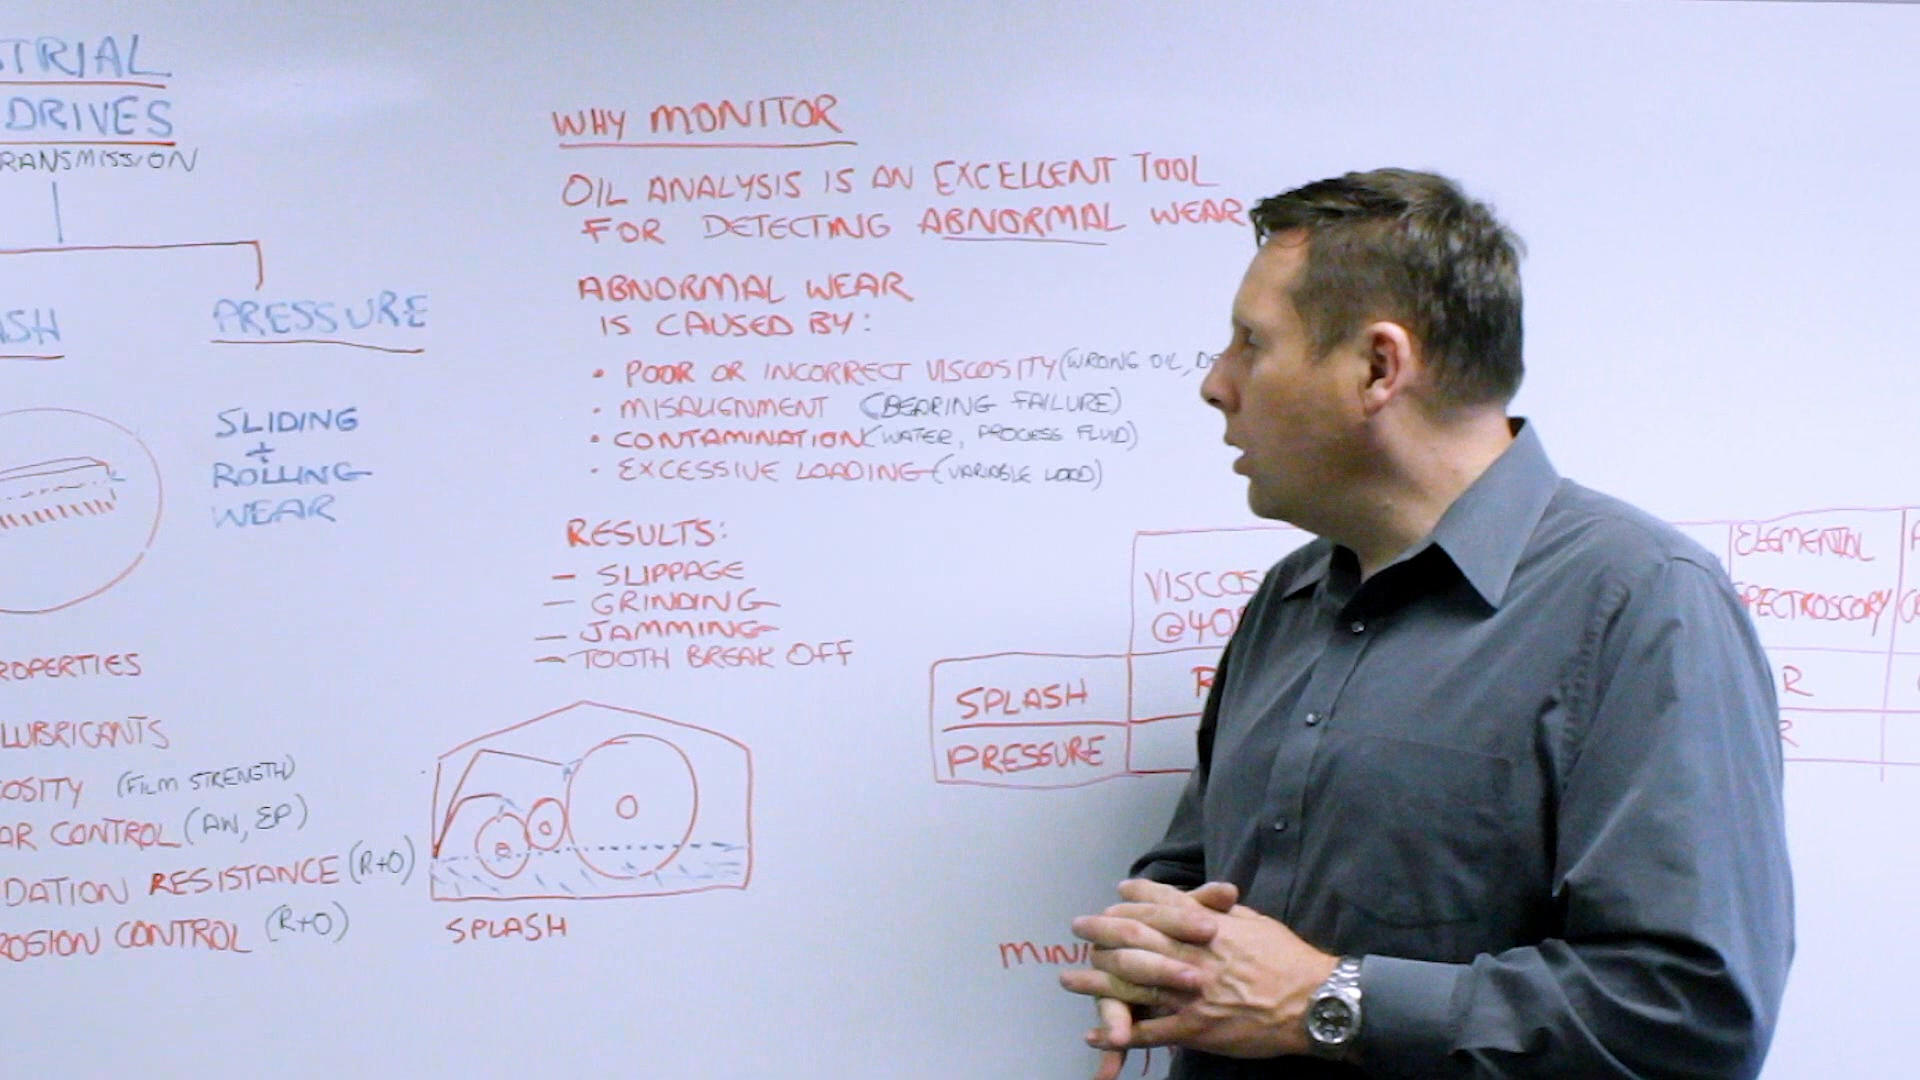 TRIAL
DRIVES
RANSMISSION
ASH
PRESSURE
SLIDING
+
ROLLING
WEAR
ROPERTIES
LUBRICANTS
OSITY (FILM STRENGTH)
AR CONTROL (AW, EP)
DATION RESISTANCE (R+O)
ROSION CONTROL (R+O)
WHY MONITOR
OIL ANALYSIS IS AN EXCELLENT TOOL
FOR DETECTING ABNORMAL WEAR
ABNORMAL WEAR
IS CAUSED BY:
• POOR OR INCORRECT VISCOSITY (WRONG OIL,
• MISALIGNMENT (BEARING FAILURE)
• CONTAMINATION (WATER, PROCESS FLUID)
• EXCESSIVE LOADING (VARIABLE LOAD)
RESULTS:
— SLIPPAGE
— GRINDING
— JAMMING
— TOOTH BREAK OFF
SPLASH
VISCOS
@40
ELEMENTAL
SPECTROSCOPY
SPLASH R R
PRESSURE R
MINI